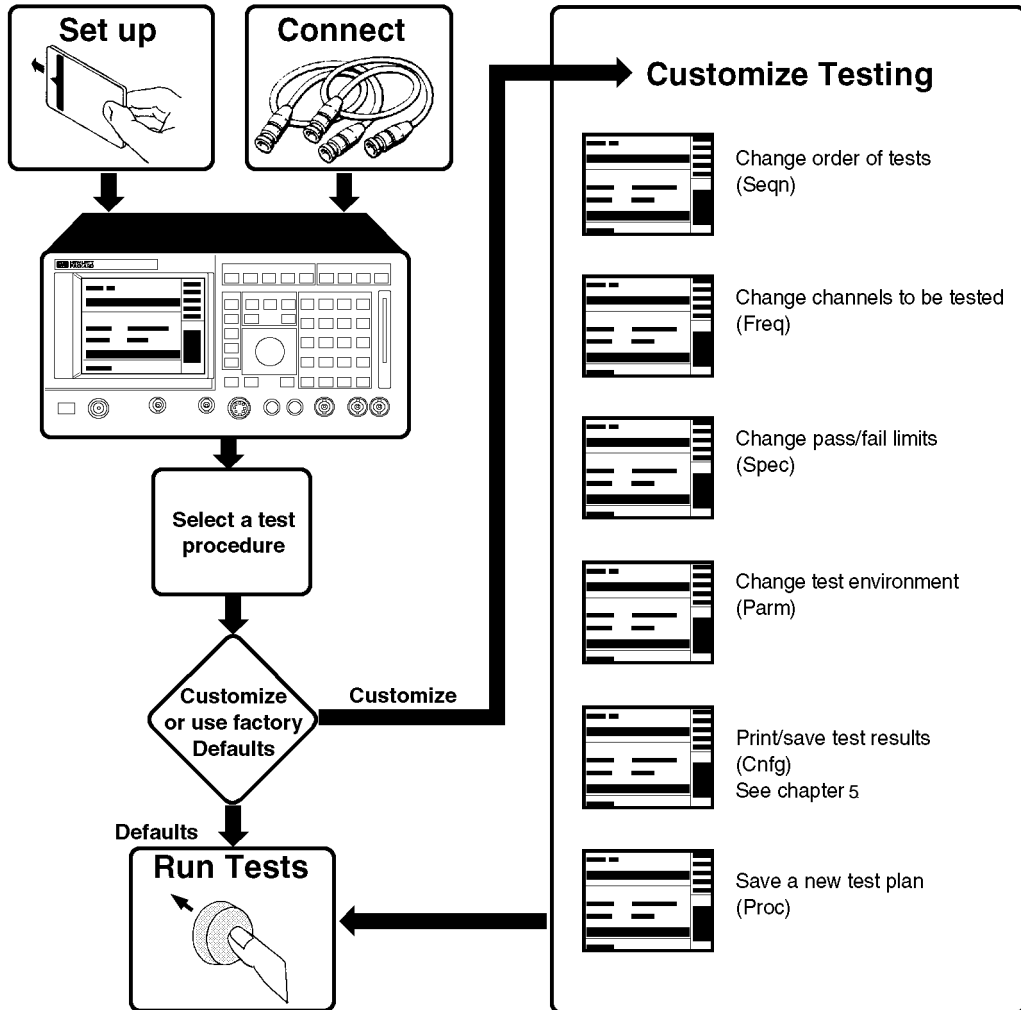 Set up
Connect
Select a test
procedure
Customize
or use factory
Defaults
Customize
Defaults
Run Tests
Customize Testing
Change order of tests
(Seqn)
Change channels to be tested
(Freq)
Change pass/fail limits
(Spec)
Change test environment
(Parm)
Print/save test results
(Cnfg)
See chapter 5
Save a new test plan
(Proc)